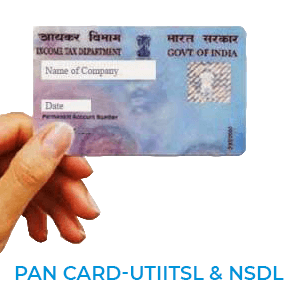 आयकर विभाग
INCOME TAX DEPARTMENT
भारत सरकार
GOVT. OF INDIA
Name of Company
Date
Permanent Account Number
PAN CARD-UTIITSL & NSDL